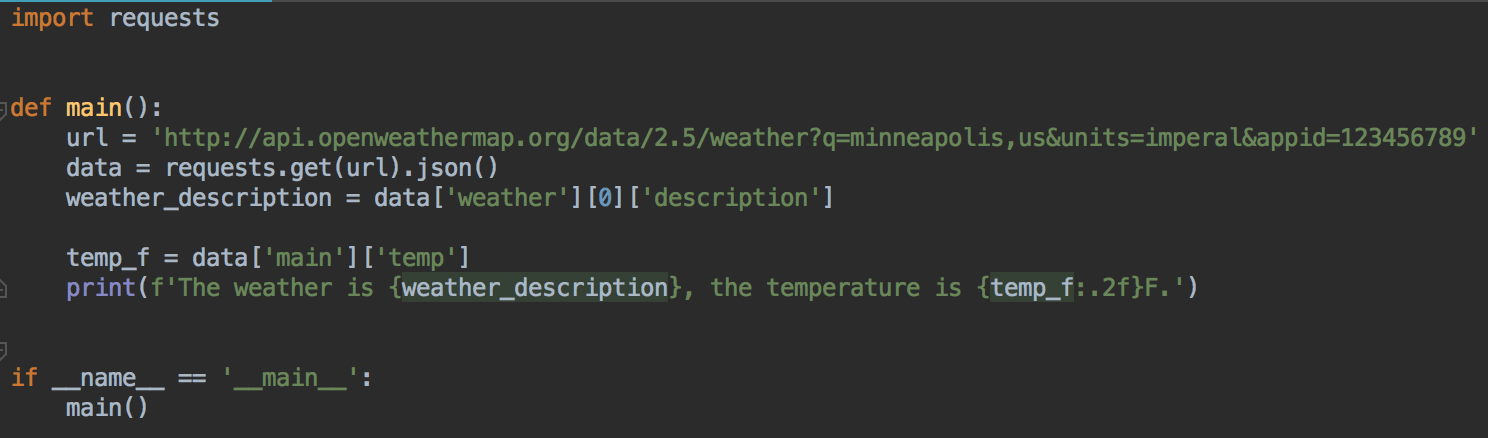 import requests
def main():
    url = 'http://api.openweathermap.org/data/2.5/weather?q=minneapolis,us&units=imperal&appid=123456789'
    data = requests.get(url).json()
    weather_description = data['weather'][0]['description']
    temp_f = data['main']['temp']
    print(f'The weather is {weather_description}, the temperature is {temp_f:.2f}F.')
if __name__ == '__main__':
    main()